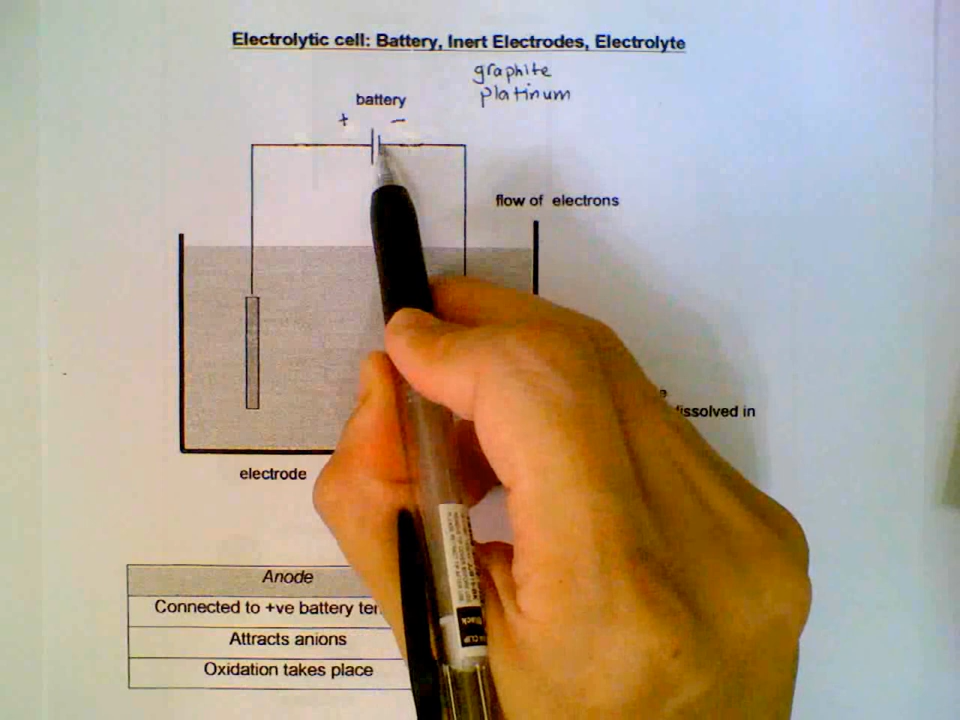 Electrolytic cell: Battery, Inert Electrodes, Electrolyte
graphite
platinum
battery
+ −
flow of electrons
dissolved in
electrode
Anode
Connected to +ve battery
Attracts anions
Oxidation takes place